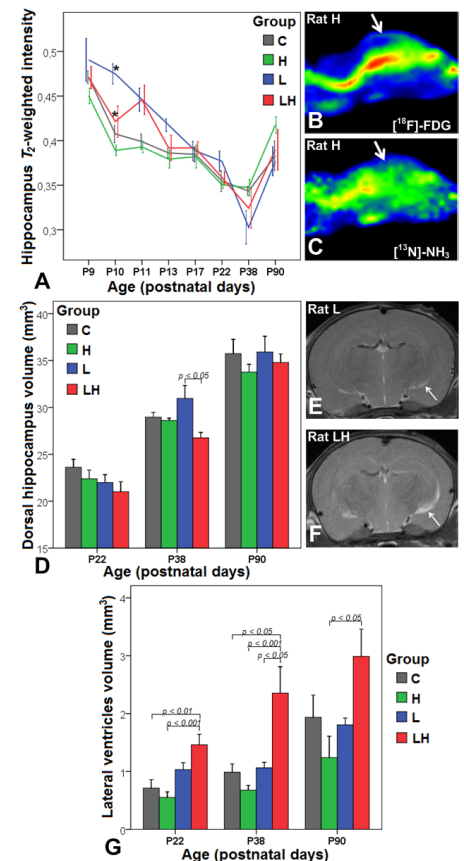 Hippocampus T2-weighted intensity
0,5
0,45
0,4
0,35
0,3
P9 P10 P11 P13 P17 P22 P38 P90
Age (postnatal days)
A
Group
C
H
L
LH
*
*
Rat H
B
[18F]-FDG
Rat H
C
[13N]-NH3
Dorsal hippocampus volume (mm3)
40
35
30
25
20
15
Group
C
H
L
LH
p < .05
P22 P38 P90
D
Age (postnatal days)
Rat L
E
Rat LH
F
Lateral ventricles volume (mm3)
4
3
2
1
0
p < 0.01
p < 0.001
p < 0.05
p < 0.001
p < 0.05
p < 0.05
Group
C
H
L
LH
P22 P38 P90
G
Age (postnatal days)